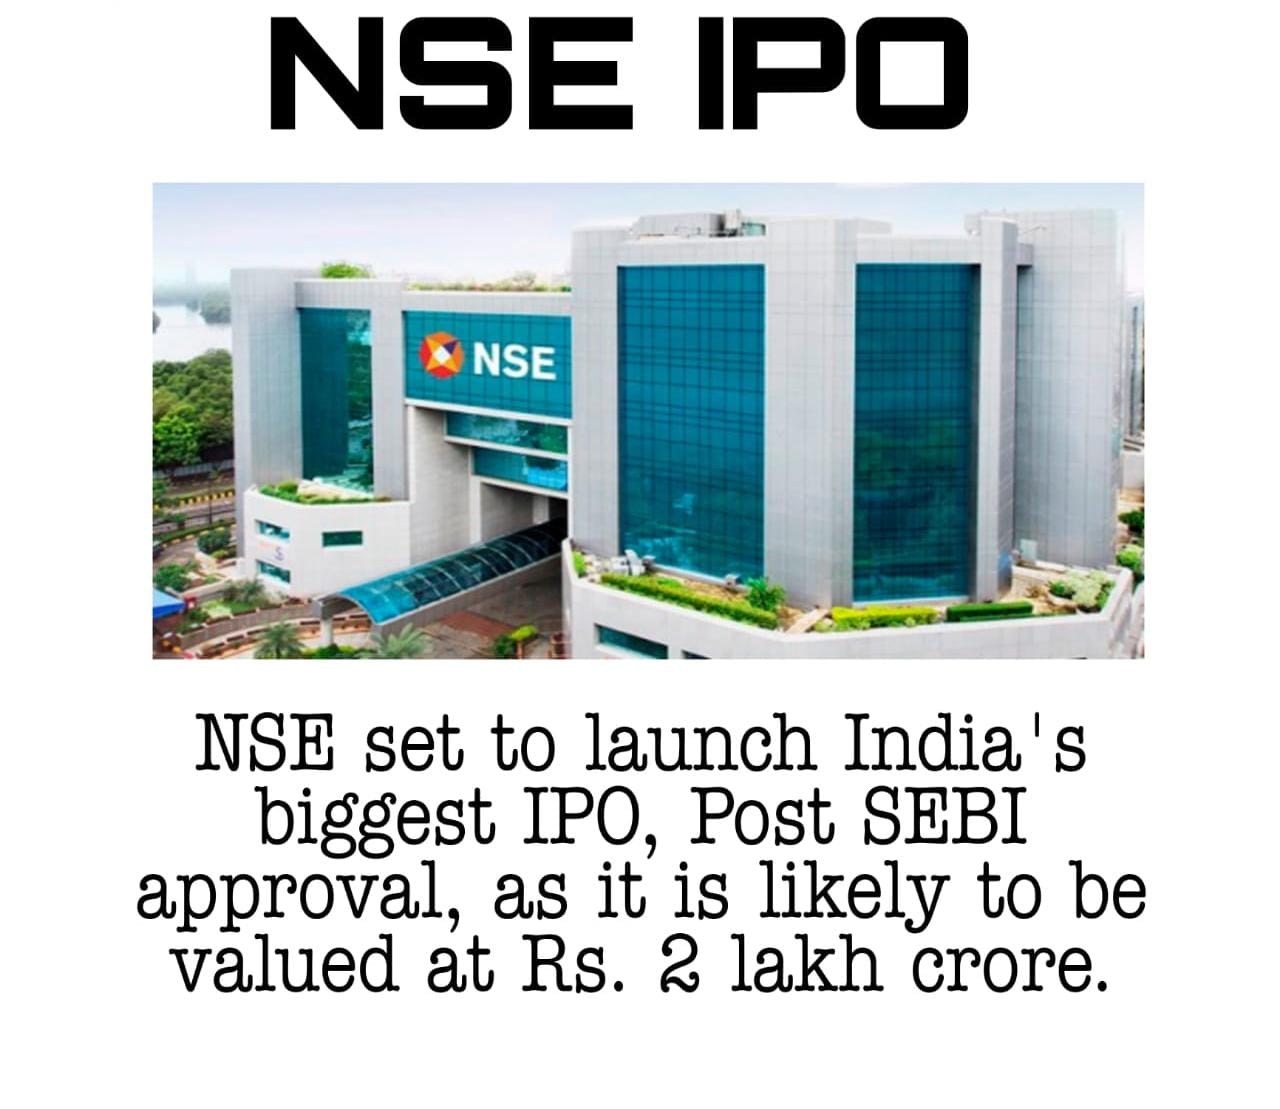 NSE IPO
NSE
NSE set to launch India's
biggest IPO, Post SEBI
approval, as it is likely to be
valued at Rs. 2 lakh crore.